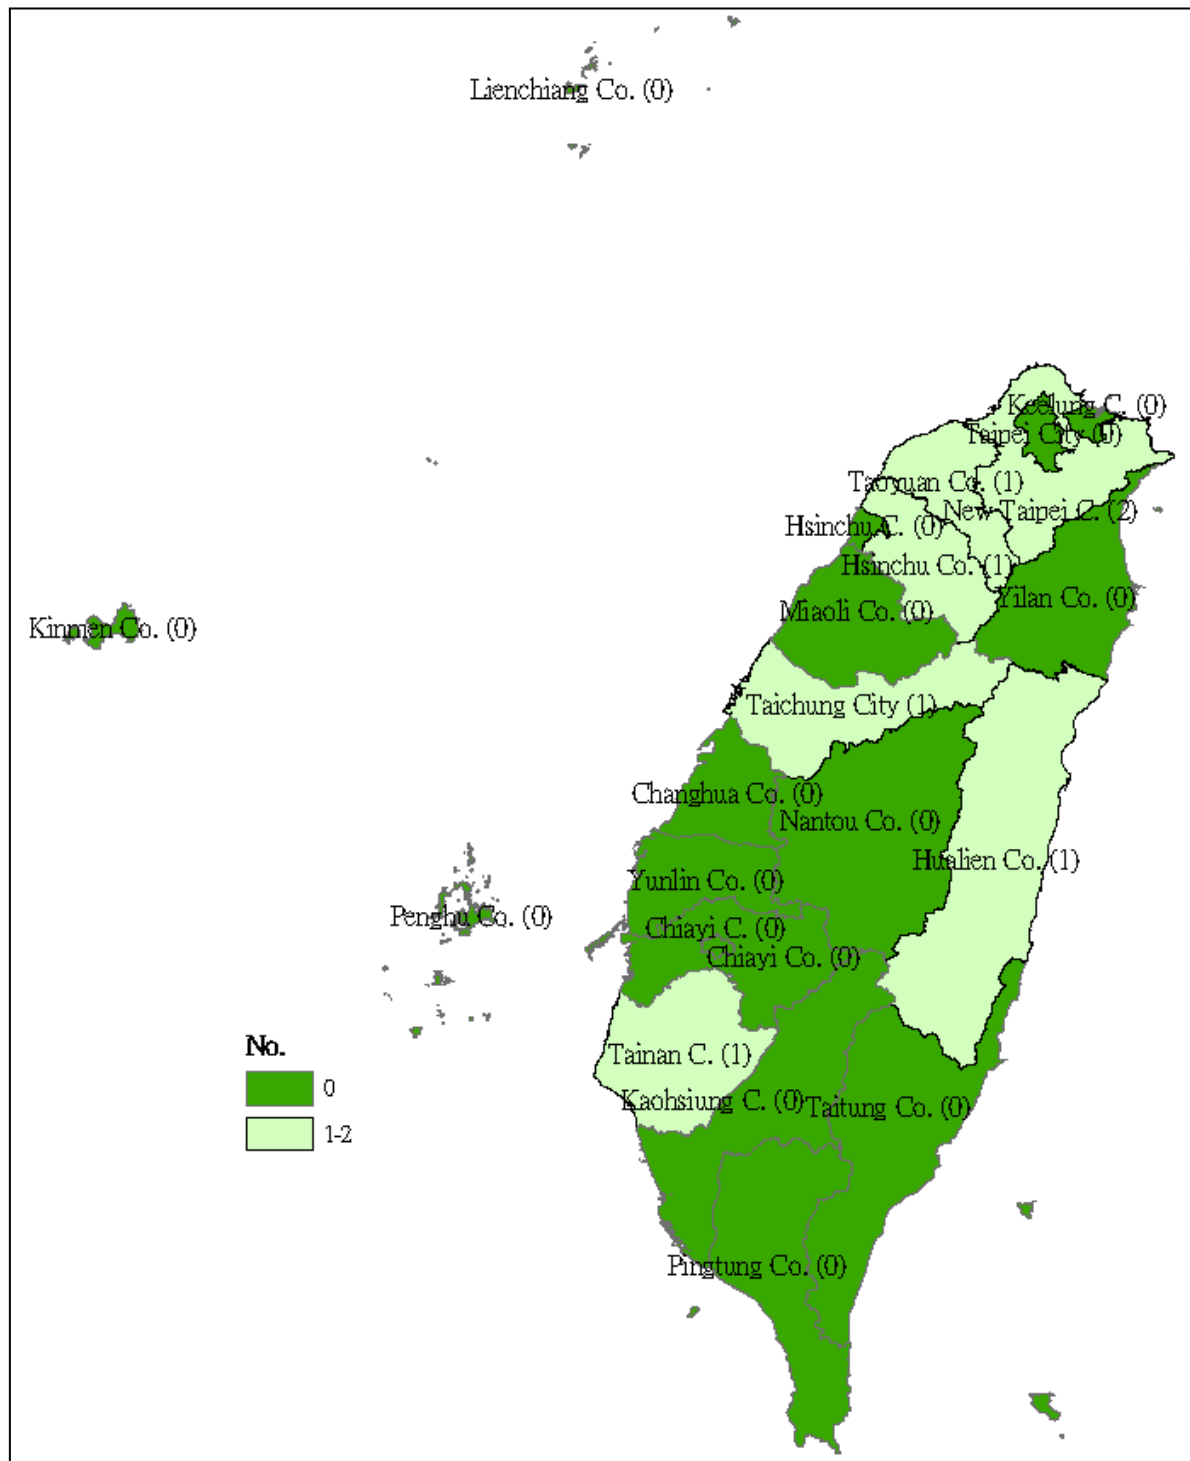 Lienchiang Co. (0)
Keelung C. (0)
Taipei City (0)
Taoyuan Co. (1)
New Taipei C. (2)
Hsinchu C. (0)
Hsinchu Co. (1)
Yilan Co. (0)
Miaoli Co. (0)
Kinmen Co. (0)
Taichung City (1)
Changhua Co. (0)
Nantou Co. (0)
Hualien Co. (1)
Yunlin Co. (0)
Penghu Co. (0)
Chiayi C. (0)
Chiayi Co. (0)
No.
0
1-2
Tainan C. (1)
Kaohsiung C. (0)
Taitung Co. (0)
Pingtung Co. (0)